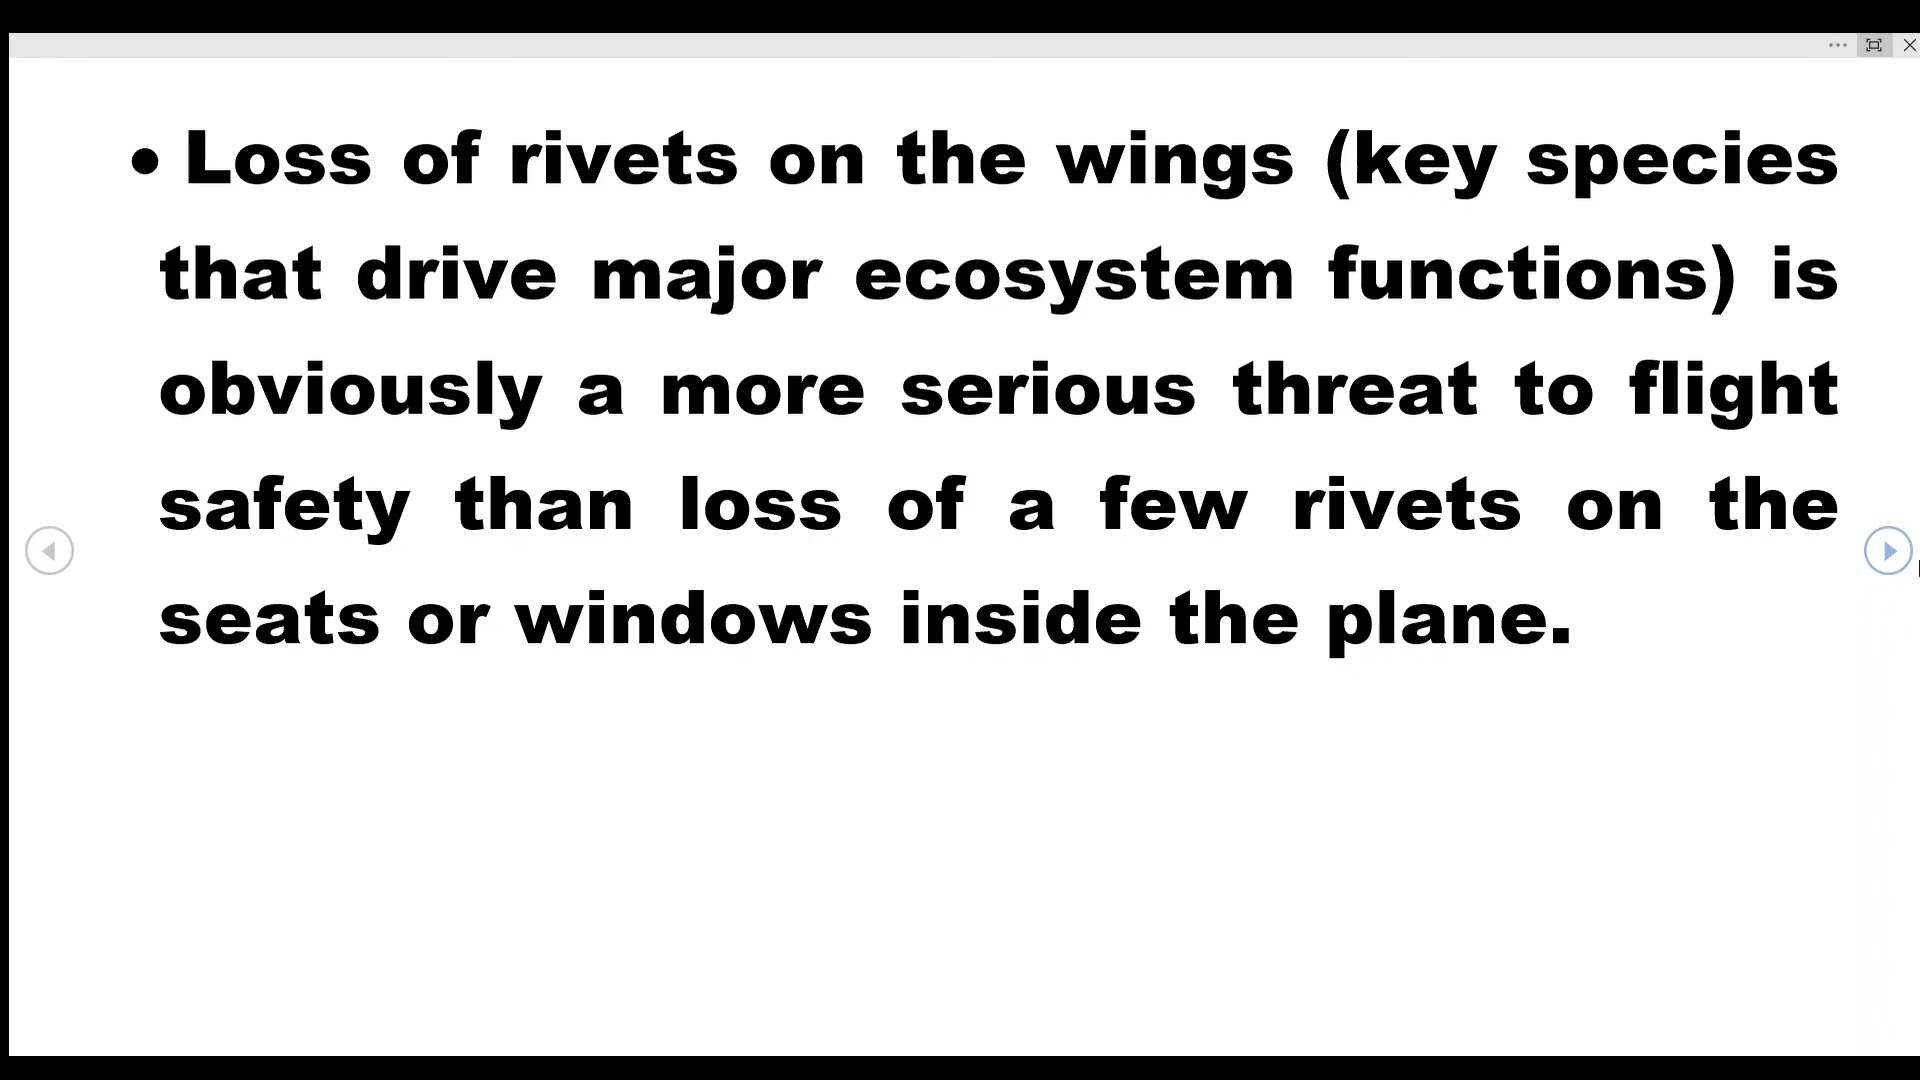 • Loss of rivets on the wings (key species
that drive major ecosystem functions) is
obviously a more serious threat to flight
safety than loss of a few rivets on the
seats or windows inside the plane.